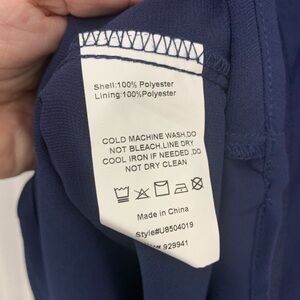 Shell:100% Polyester
Lining:100%Polyester
COLD MACHINE WASH,DO
NOT BLEACH,LINE DRY
COOL IRON IF NEEDED ,DO
NOT DRY CLEAN
Made in China
Style#U8504019
929941